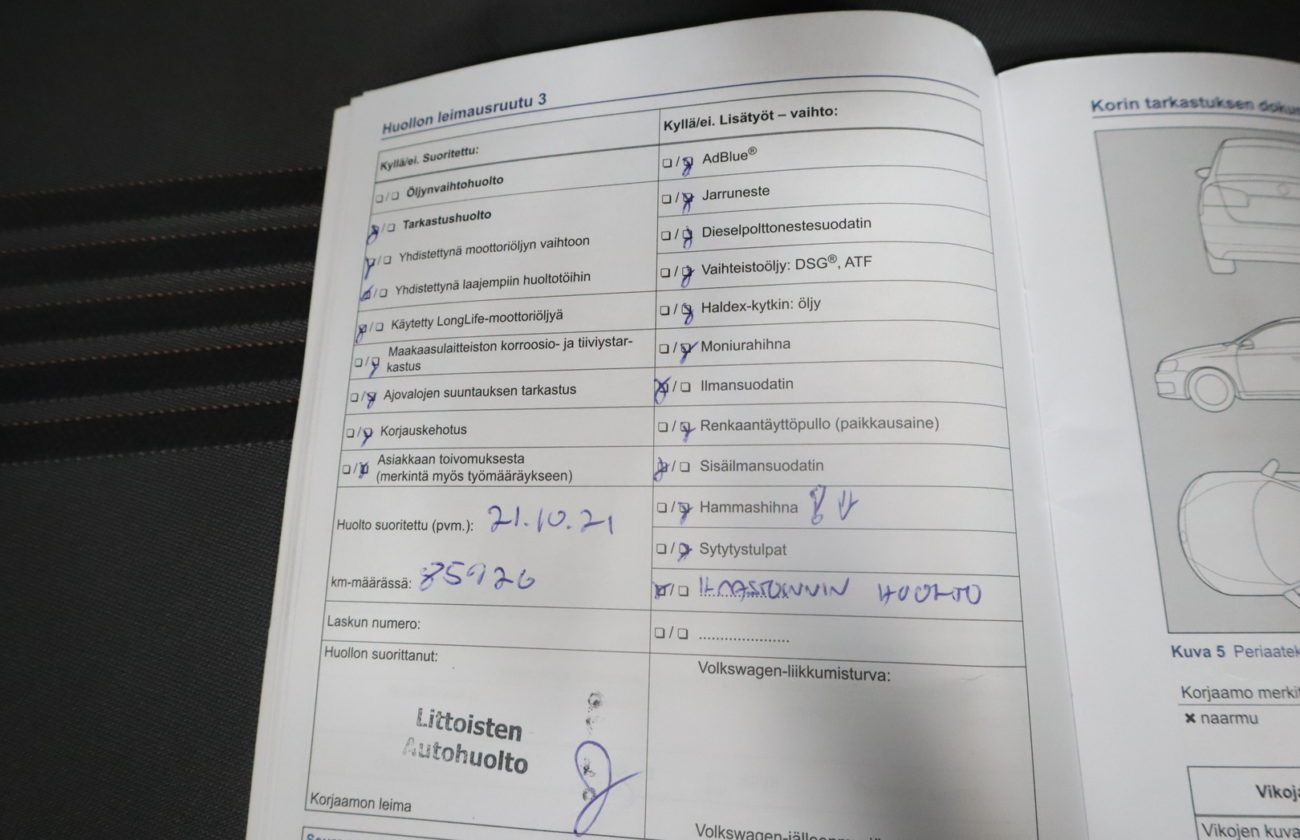 Huollon leimausruutu 3
Kyllä/ei. Suoritettu:
❏/❏ Öljynvaihtohuolto
❏/❏ Tarkastushuolto
❏/❏ Yhdistettynä moottoriöljyn vaihtoon
❏/❏ Yhdistettynä laajempiin huoltotöihin
❏/❏ Käytetty LongLife-moottoriöljyä
❏/❏ Maakaasulaitteiston korroosio- ja tiiviystar-
kastus
❏/❏ Ajovalojen suuntauksen tarkastus
❏/❏ Korjauskehotus
❏/❏ Asiakkaan toivomuksesta
(merkintä myös työmääräykseen)
Huolto suoritettu (pvm.): 21.10.21
km-määrässä: 85926
Laskun numero:
Huollon suorittanut:
Littoisten
Autohuolto
Korjaamon leima
Kyllä/ei. Lisätyöt – vaihto:
❏/❏ AdBlue®
❏/❏ Jarruneste
❏/❏ Dieselpolttonestesuodatin
❏/❏ Vaihteistoöljy: DSG®, ATF
❏/❏ Haldex-kytkin: öljy
❏/❏ Moniurahihna
❏/❏ Ilmansuodatin
❏/❏ Renkaantäyttöpullo (paikkausaine)
❏/❏ Sisäilmansuodatin
❏/❏ Hammashihna
❏/❏ Sytytystulpat
❏/❏ ILMASTOINNIN HUOLTO
❏/❏ .....................
Volkswagen-liikkumisturva:
Korin tarkastuksen
Kuva 5
Korjaamo
✖ naarmu
Vikojen